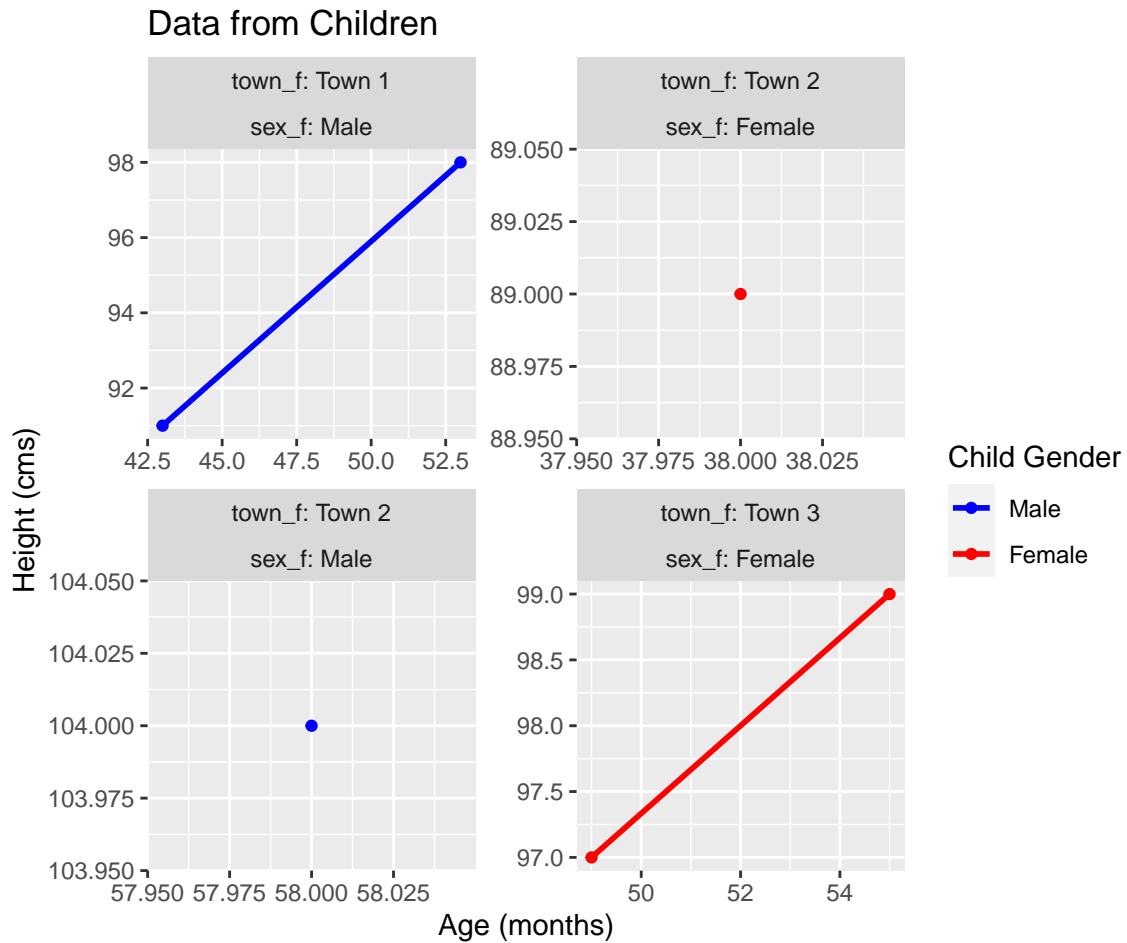 Data from Children
town_f: Town 1
sex_f: Male
98
96
94
92
42.5 45.0 47.5 50.0 52.5
town_f: Town 2
sex_f: Female
89.050
89.025
89.000
88.975
88.950
37.950 37.975 38.000 38.025
town_f: Town 2
sex_f: Male
104.050
104.025
104.000
103.975
103.950
57.950 57.975 58.000 58.025
town_f: Town 3
sex_f: Female
99.0
98.5
98.0
97.5
97.0
50 52 54
Height (cms)
Age (months)
Child Gender
Male
Female